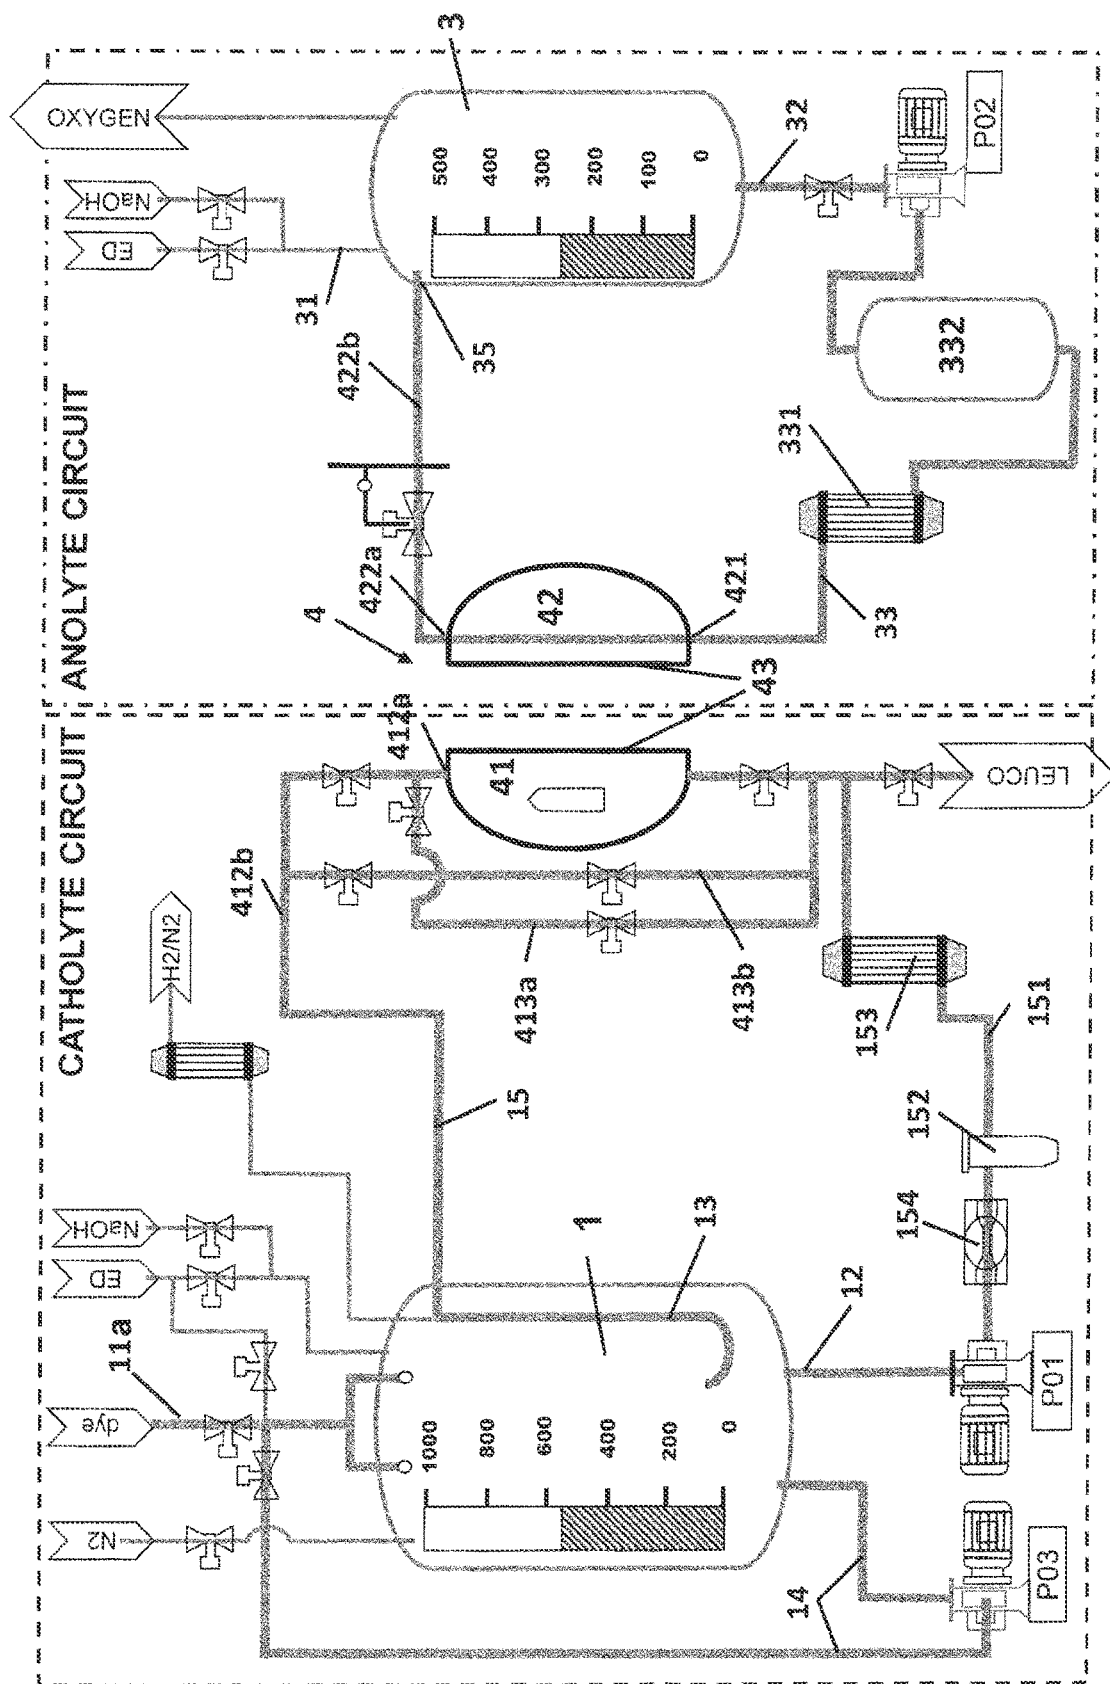 CATHOLYTE CIRCUIT
ANOLYTE CIRCUIT
N2
dye
11a
ED
NaOH
H2/N2
412b
412a
4
422a
422b
31
ED
NaOH
OXYGEN
3
1000
800
600
400
200
0
1
13
15
413a
413b
41
43
42
421
35
500
400
300
200
100
0
14
12
154
152
151
153
LEUCO
33
331
332
32
P03
P01
P02